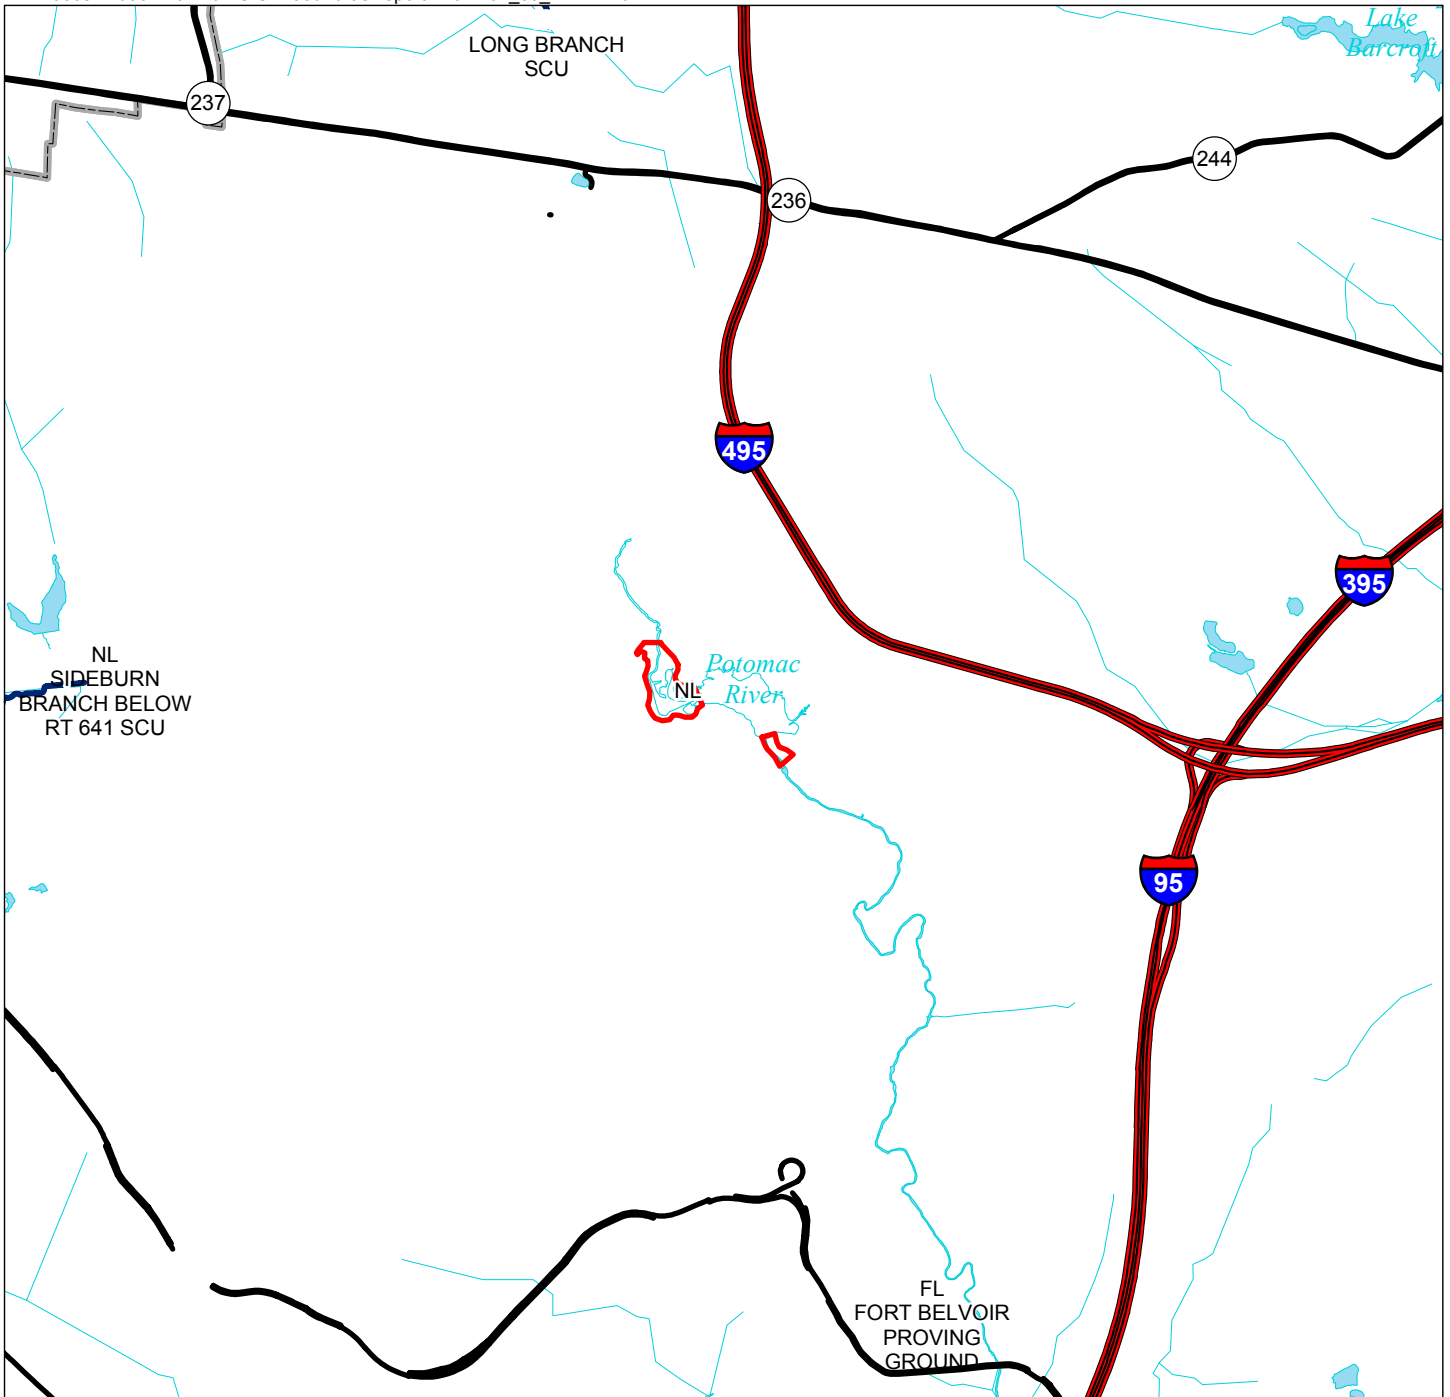 LONG BRANCH
SCU
Lake
Barcroft
237
244
236
495
395
NL
SIDEBURN
BRANCH BELOW
RT 641 SCU
Potomac
River
NL
95
FL
FORT BELVOIR
PROVING
GROUND